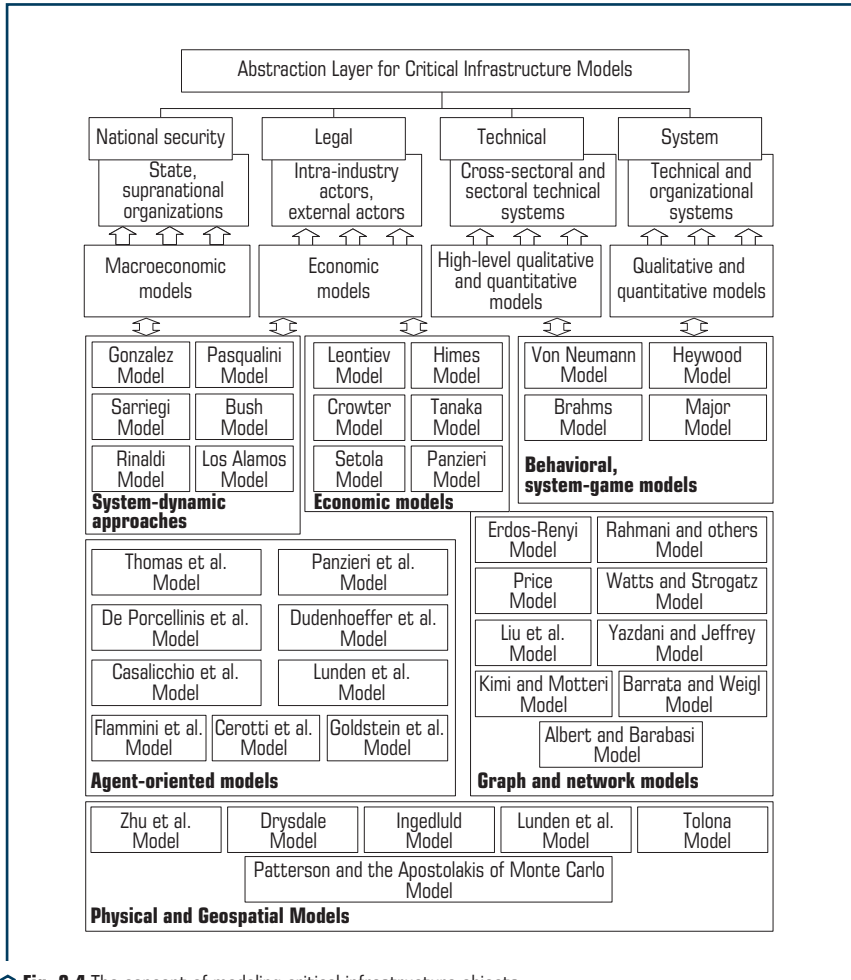 Abstraction Layer for Critical Infrastructure Models
National security
State,
supranational
organizations
Legal
Intra-industry
actors,
external actors
Technical
Cross-sectoral and
sectoral technical
systems
System
Technical and
organizational
systems
Macroeconomic
models
Economic
models
High-level qualitative
and quantitative
models
Qualitative and
quantitative models
Gonzalez
Model
Pasqualini
Model
Sarriegi
Model
Bush
Model
Rinaldi
Model
Los Alamos
Model
System-dynamic
approaches
Leontiev
Model
Himes
Model
Crowter
Model
Tanaka
Model
Setola
Model
Panzieri
Model
Economic models
Von Neumann
Model
Heywood
Model
Brahms
Model
Major
Model
Behavioral,
system-game models
Thomas et al.
Model
Panzieri et al.
Model
De Porcellinis et al.
Model
Dudenhoeffer et al.
Model
Casalicchio et al.
Model
Lunden et al.
Model
Flammini et al.
Model
Cerotti et al.
Model
Goldstein et al.
Model
Agent-oriented models
Erdos-Renyi
Model
Rahmani and others
Model
Price
Model
Watts and Strogatz
Model
Liu et al.
Model
Yazdani and Jeffrey
Model
Kimi and Motteri
Model
Barrata and Weigl
Model
Albert and Barabasi
Model
Graph and network models
Zhu et al.
Model
Drysdale
Model
Ingedluld
Model
Lunden et al.
Model
Tolona
Model
Patterson and the Apostolakis of Monte Carlo
Model
Physical and Geospatial Models